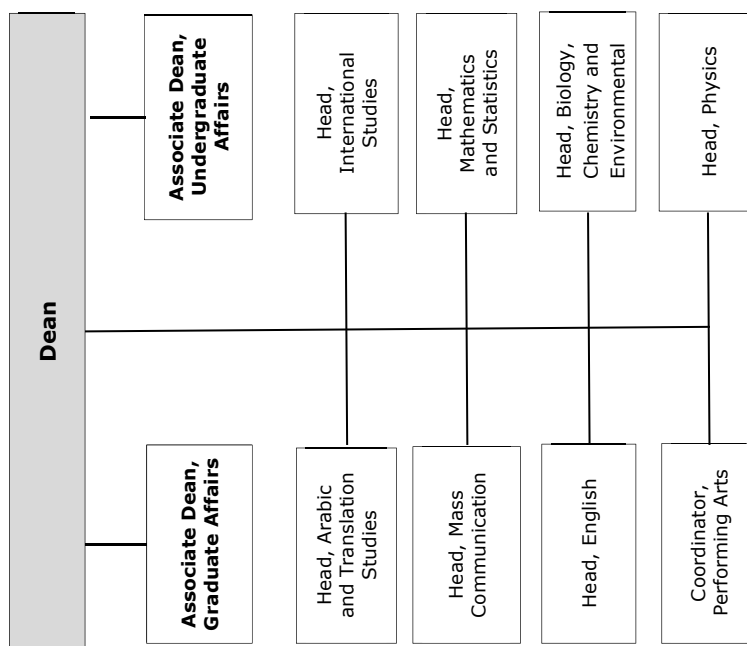 Dean
Associate Dean,
Graduate Affairs
Associate Dean,
Undergraduate
Affairs
Head, Arabic
and Translation
Studies
Head,
International
Studies
Head, Mass
Communication
Head,
Mathematics
and Statistics
Head, English
Head, Biology,
Chemistry and
Environmental
Coordinator,
Performing Arts
Head, Physics